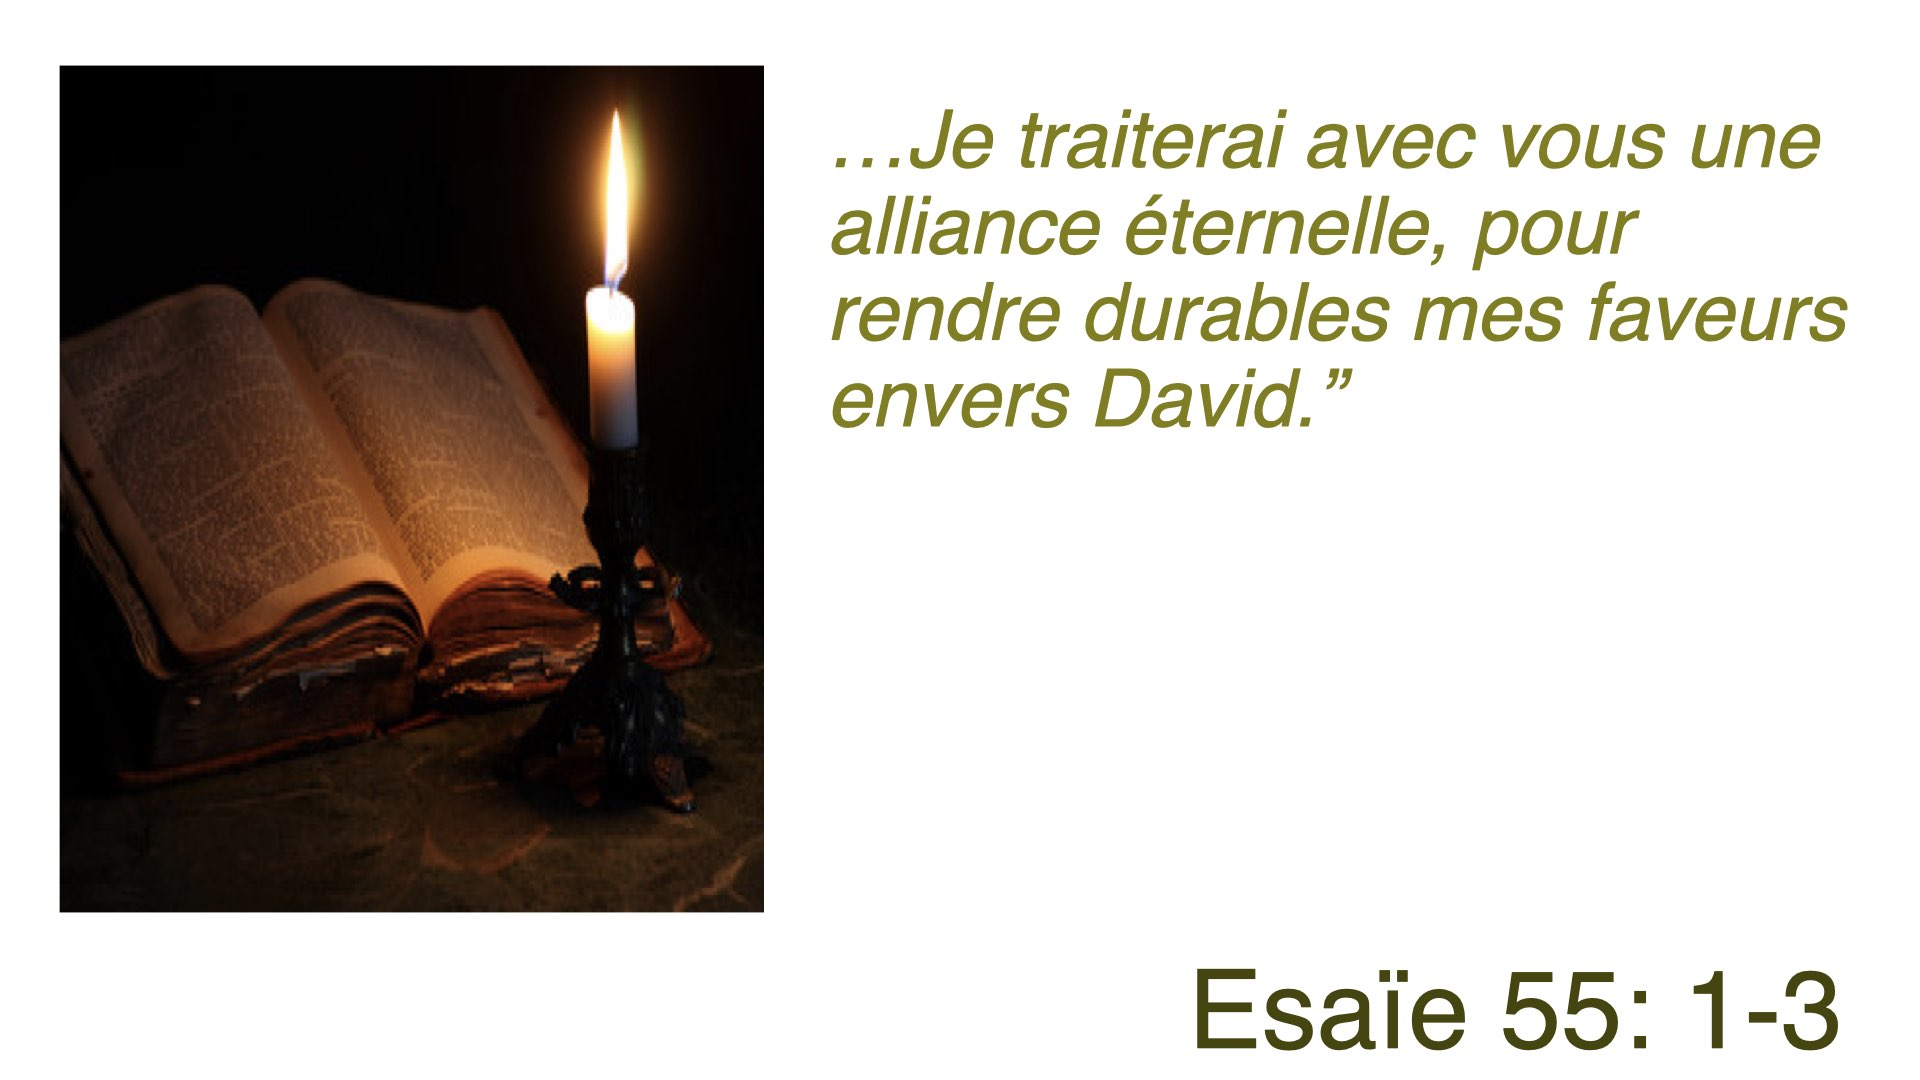 …Je traiterai avec vous une
alliance éternelle, pour
rendre durables mes faveurs
envers David.”
Esaïe 55: 1-3